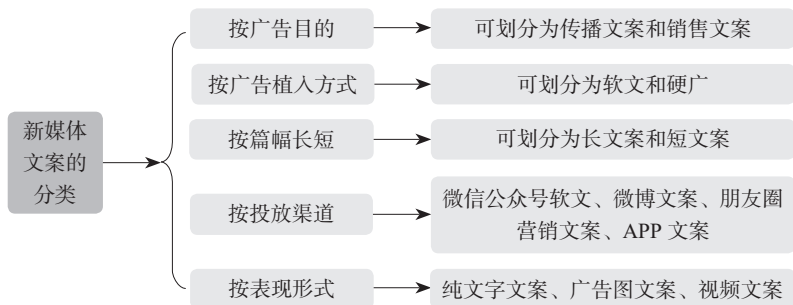 新媒体
文案的
分类
按广告目的
可划分为传播文案和销售文案
按广告植入方式
可划分为软文和硬广
按篇幅长短
可划分为长文案和短文案
按投放渠道
微信公众号软文、微博文案、朋友圈
营销文案、APP 文案
按表现形式
纯文字文案、广告图文案、视频文案